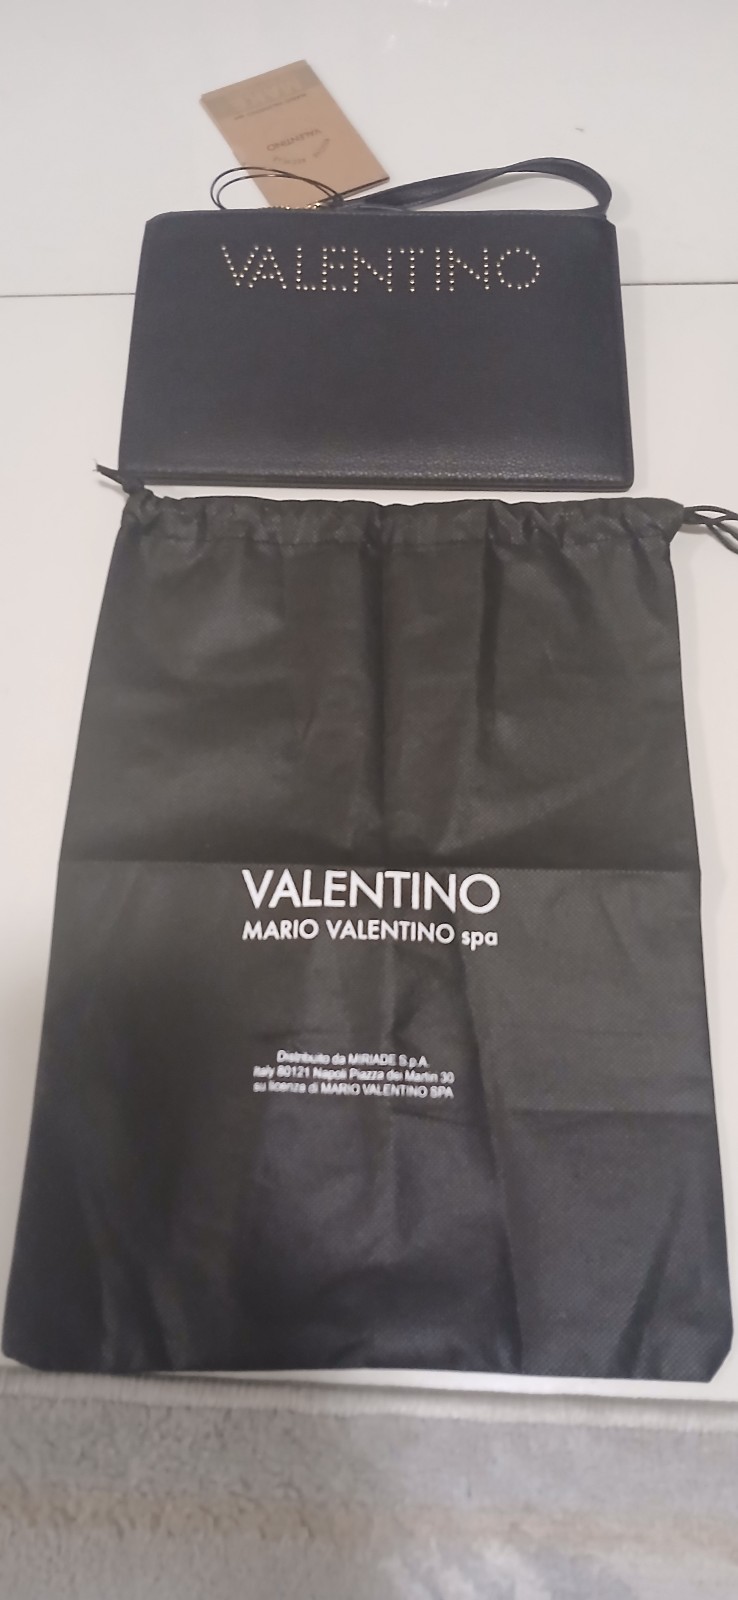 VALENTINO
VALENTINO
VALENTINO
MARIO VALENTINO spa
Distribuito da MIRIADE S.p.A.
Italy 80121 Napoli Piazza dei Martiri 30
su licenza di MARIO VALENTINO SPA